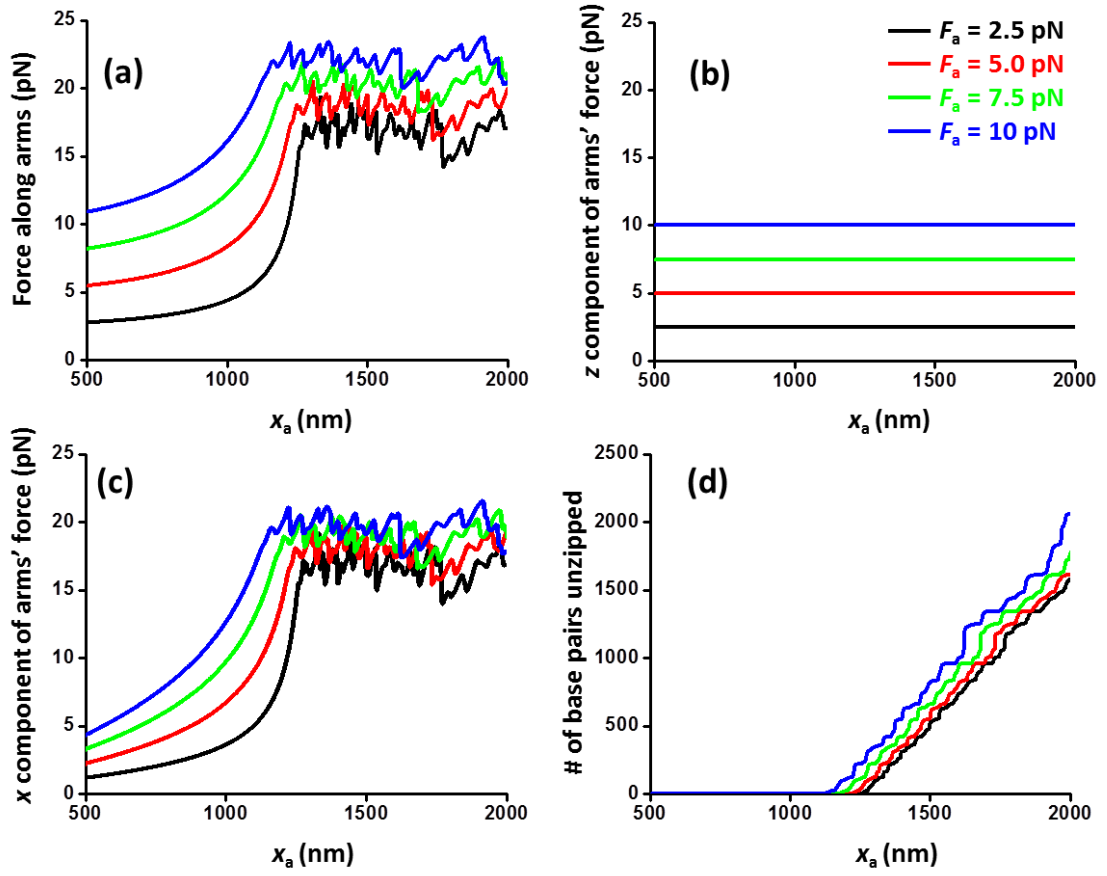 (a)
Force along arms (pN)
25
20
15
10
5
0
500
1000
1500
2000
xa (nm)
(b)
z component of arms' force (pN)
25
20
15
10
5
0
500
1000
1500
2000
xa (nm)
Fa = 2.5 pN
Fa = 5.0 pN
Fa = 7.5 pN
Fa = 10 pN
(c)
x component of arms' force (pN)
25
20
15
10
5
0
500
1000
1500
2000
xa (nm)
(d)
# of base pairs unzipped
2500
2000
1500
1000
500
0
500
1000
1500
2000
xa (nm)